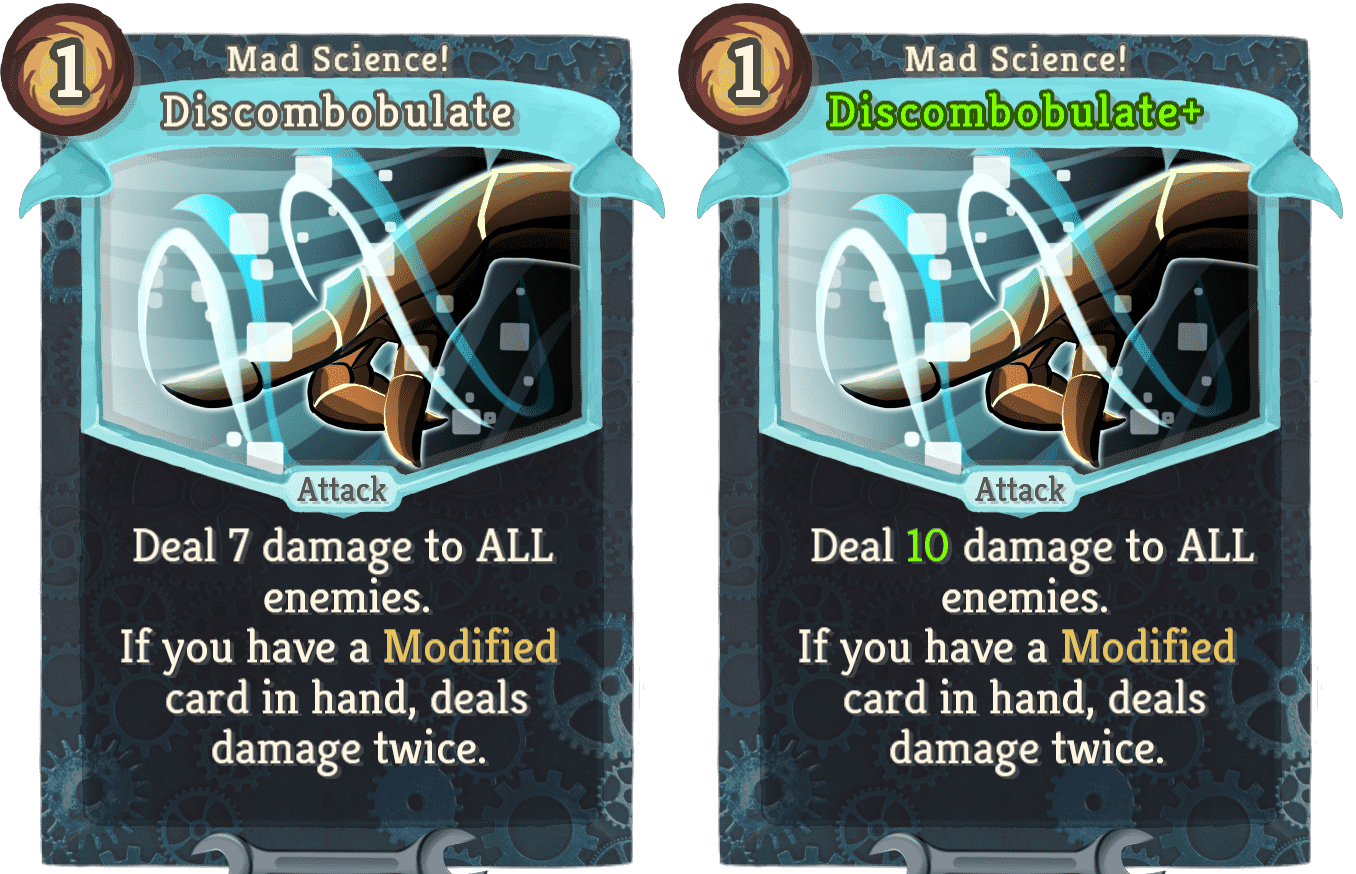 1
Mad Science!
Discombobulate
Attack
Deal 7 damage to ALL
enemies.
If you have a Modified
card in hand, deals
damage twice.
1
Mad Science!
Discombobulate+
Attack
Deal 10 damage to ALL
enemies.
If you have a Modified
card in hand, deals
damage twice.